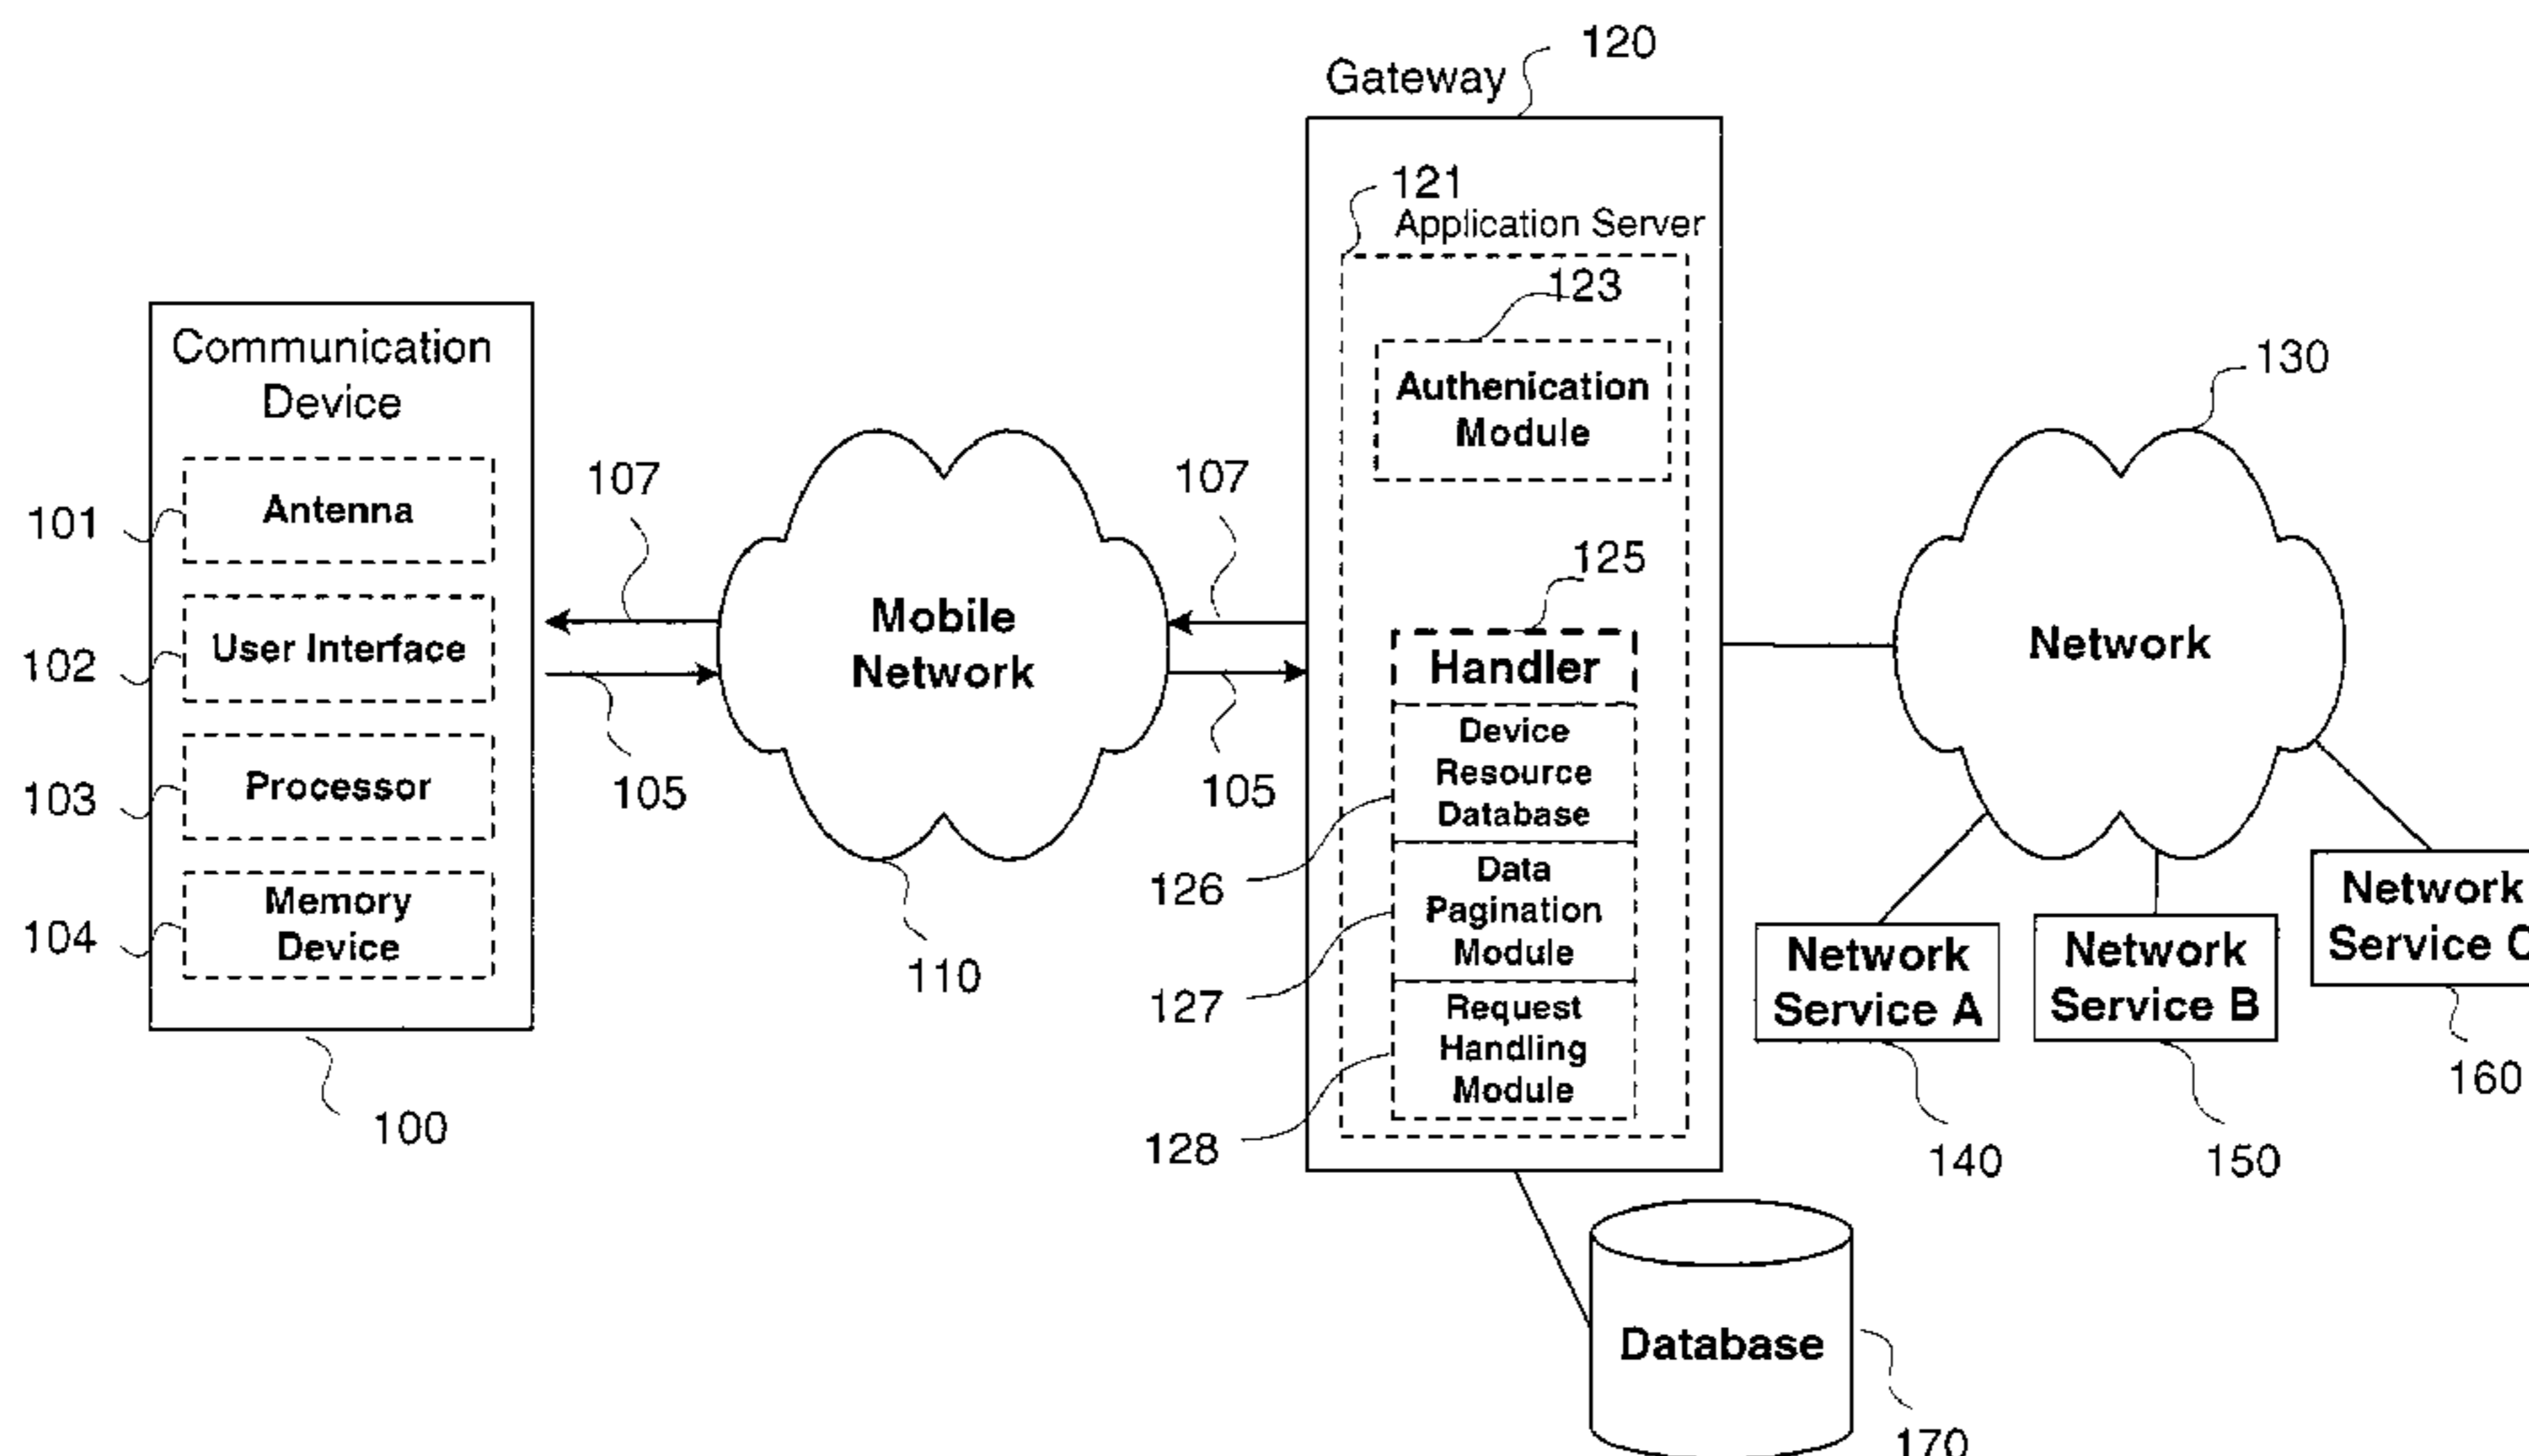 120
Gateway
121
Application Server
123
Authenication
Module
130
Communication
Device
Antenna
101
User Interface
102
Processor
103
Memory
Device
104
100
107
105
Mobile
Network
110
107
105
125
Handler
Device
Resource
Database
126
Data
Pagination
Module
127
Request
Handling
Module
128
Network
Network
Service A
140
Network
Service B
150
Network
Service C
160
Database
170